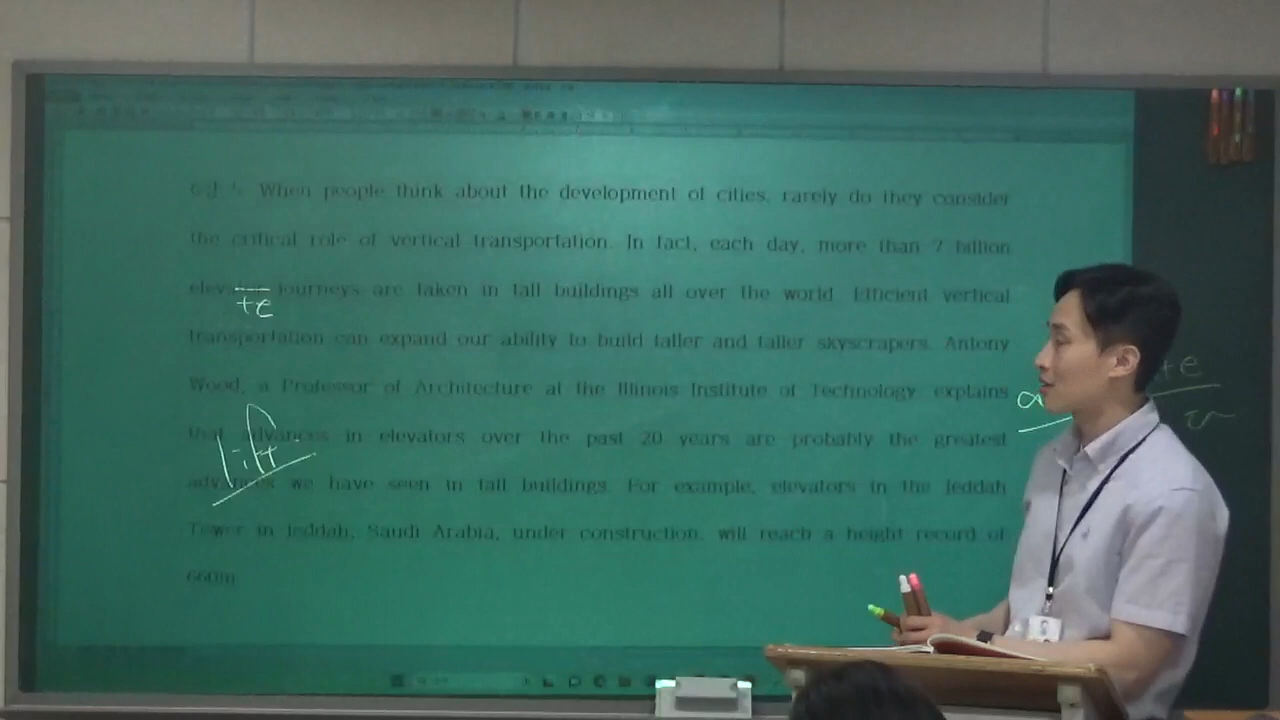 When people think about the development of cities, rarely do they consider
the critical role of vertical transportation. In fact, each day, more than 7 billion
journeys are taken in tall buildings all over the world. Efficient vertical
+e
transportation can expand our ability to build taller and taller skyscrapers. Antony
Wood, a Professor of Architecture at the Illinois Institute of Technology, explains
that advances in elevators over the past 20 years are probably the greatest
lift
advances we have seen in tall buildings. For example, elevators in the Jeddah
Tower in Jeddah, Saudi Arabia, under construction, will reach a height record of
660m
a
+e